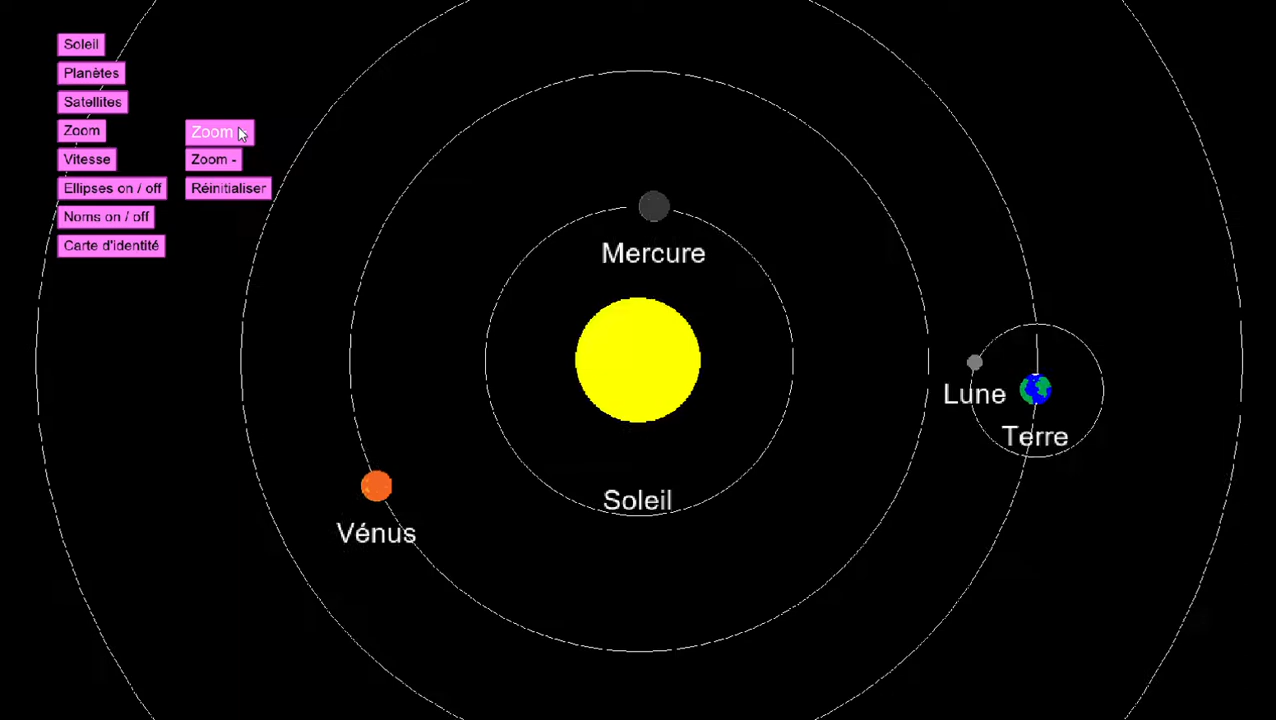 Soleil
Planètes
Satellites
Zoom
Vitesse
Ellipses on / off
Noms on / off
Carte d'identité
Zoom
Zoom -
Réinitialiser
Mercure
Lune
Terre
Soleil
Vénus